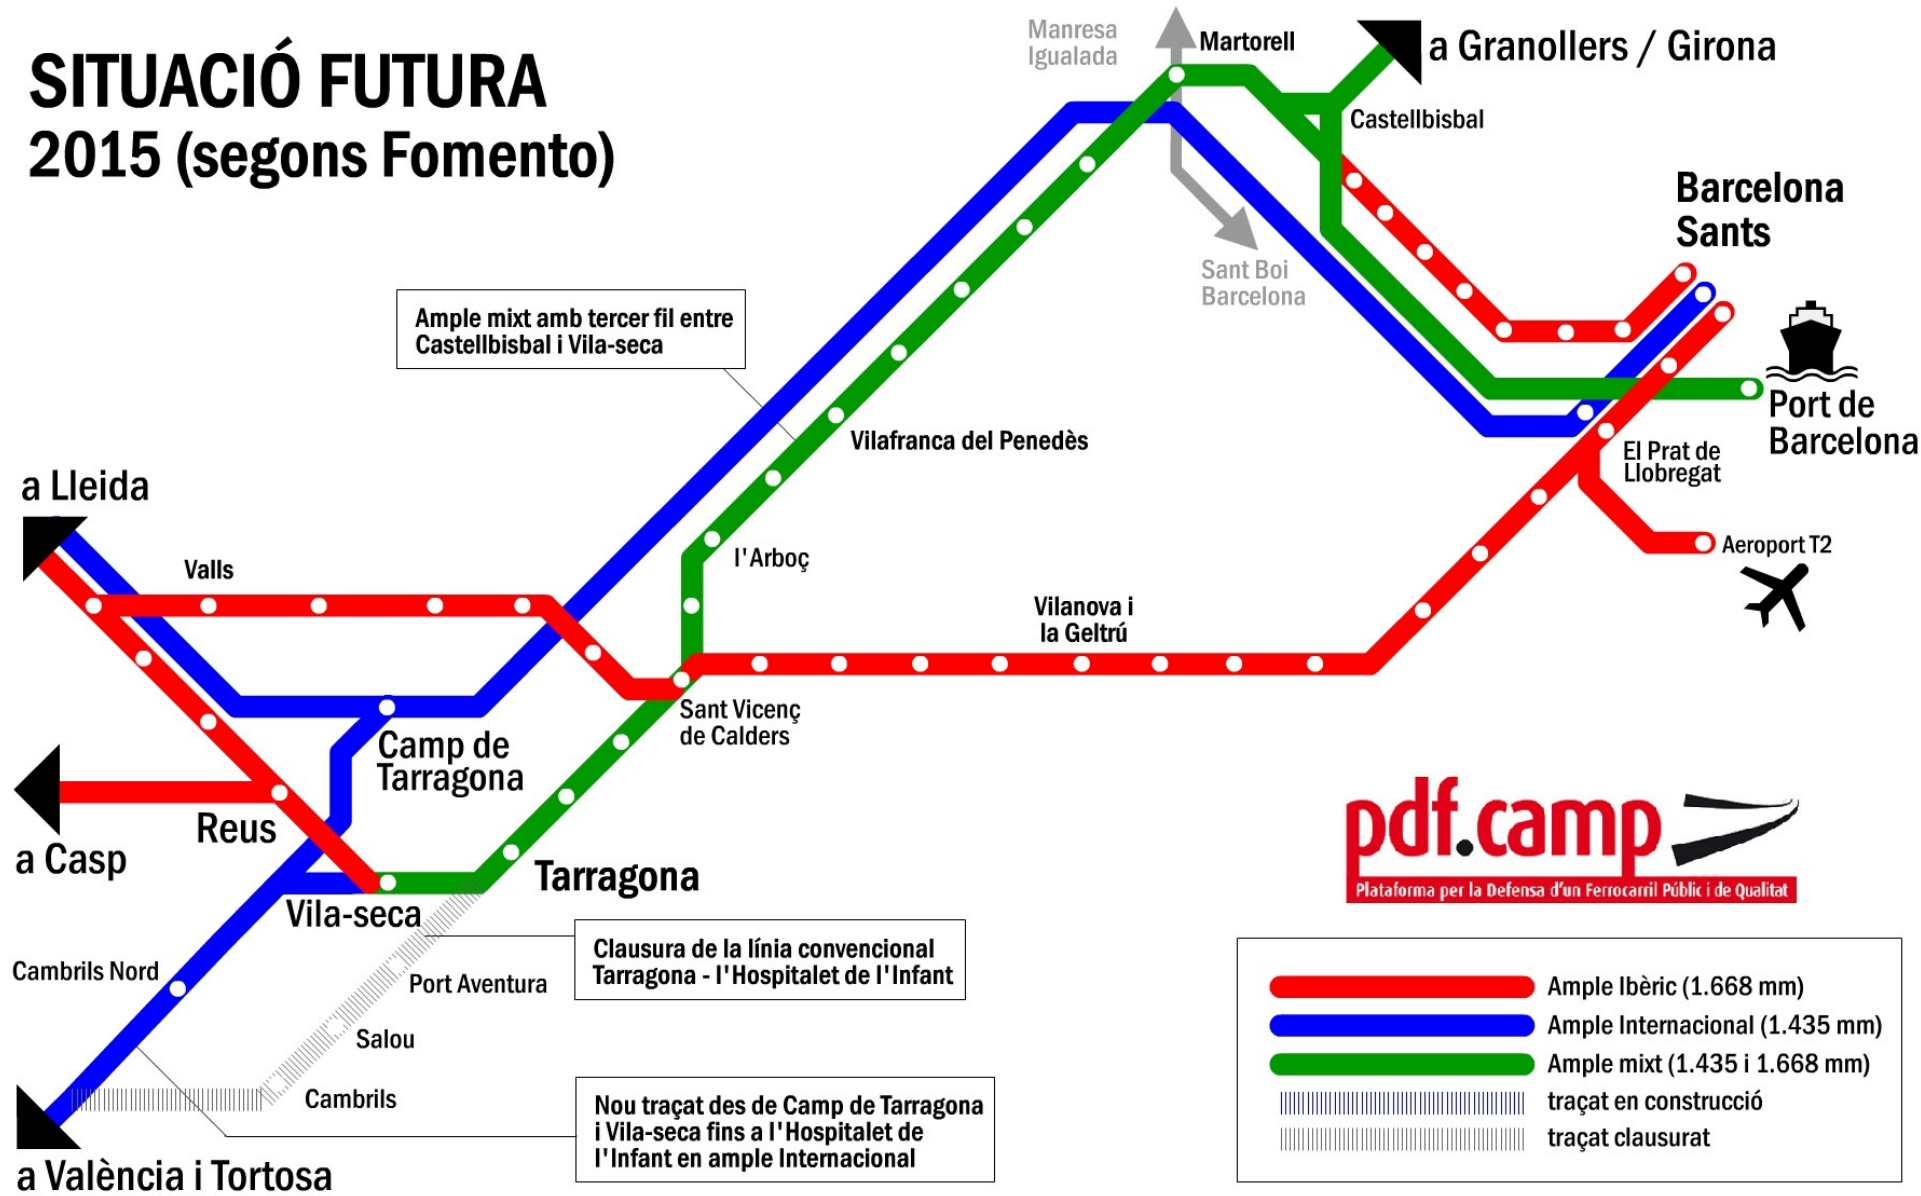 SITUACIÓ FUTURA
2015 (segons Fomento)
Manresa
Igualada
Martorell
a Granollers / Girona
Castellbisbal
Barcelona
Sants
Sant Boi
Barcelona
Ample mixt amb tercer fil entre
Castellbisbal i Vila-seca
Port de
Barcelona
Vilafranca del Penedès
El Prat de
Llobregat
a Lleida
Aeroport T2
l'Arboç
Valls
Vilanova i
la Geltrú
Sant Vicenç
de Calders
Camp de
Tarragona
Reus
a Casp
Tarragona
Vila-seca
pdf.camp
Plataforma per la Defensa d'un Ferrocarril Públic i de Qualitat
Clausura de la línia convencional
Tarragona - l'Hospitalet de l'Infant
Cambrils Nord
Port Aventura
Salou
Cambrils
Nou traçat des de Camp de Tarragona
i Vila-seca fins a l'Hospitalet de
l'Infant en ample Internacional
a València i Tortosa
Ample Ibèric (1.668 mm)
Ample Internacional (1.435 mm)
Ample mixt (1.435 i 1.668 mm)
traçat en construcció
traçat clausurat